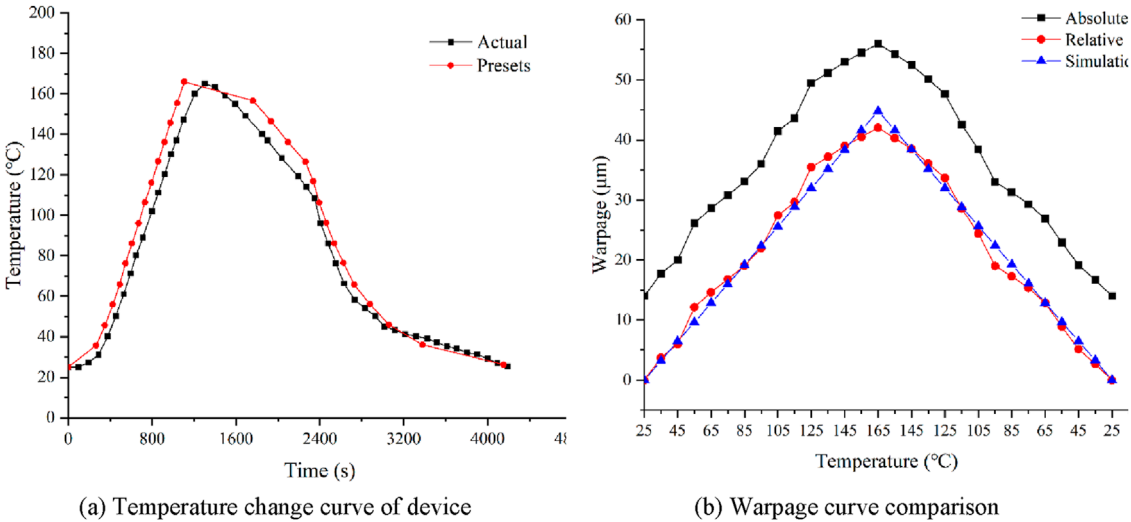 200
180
160
140
120
100
80
60
40
20
0
Temperature (℃)
Actual
Presets
0 800 1600 2400 3200 4000 48
Time (s)
(a) Temperature change curve of device
60
50
40
30
20
10
0
Warpage (μm)
Absolute
Relative
Simulatio
25 45 65 85 105 125 145 165 145 125 105 85 65 45 25
Temperature (℃)
(b) Warpage curve comparison